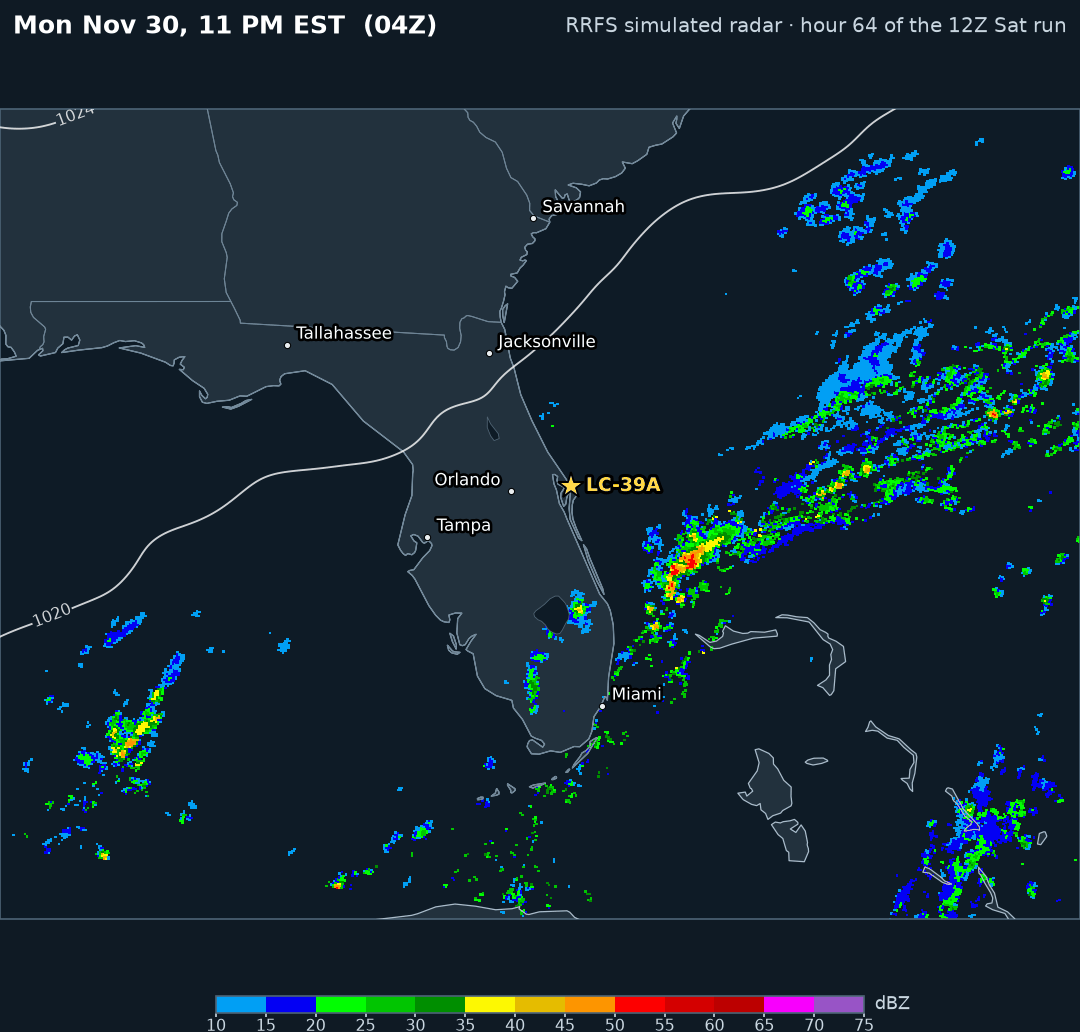 Mon Nov 30, 11 PM EST (04Z)
RRFS simulated radar · hour 64 of the 12Z Sat run
1024
Savannah
Tallahassee
Jacksonville
Orlando
LC-39A
Tampa
1020
Miami
dBZ
10 15 20 25 30 35 40 45 50 55 60 65 70 75